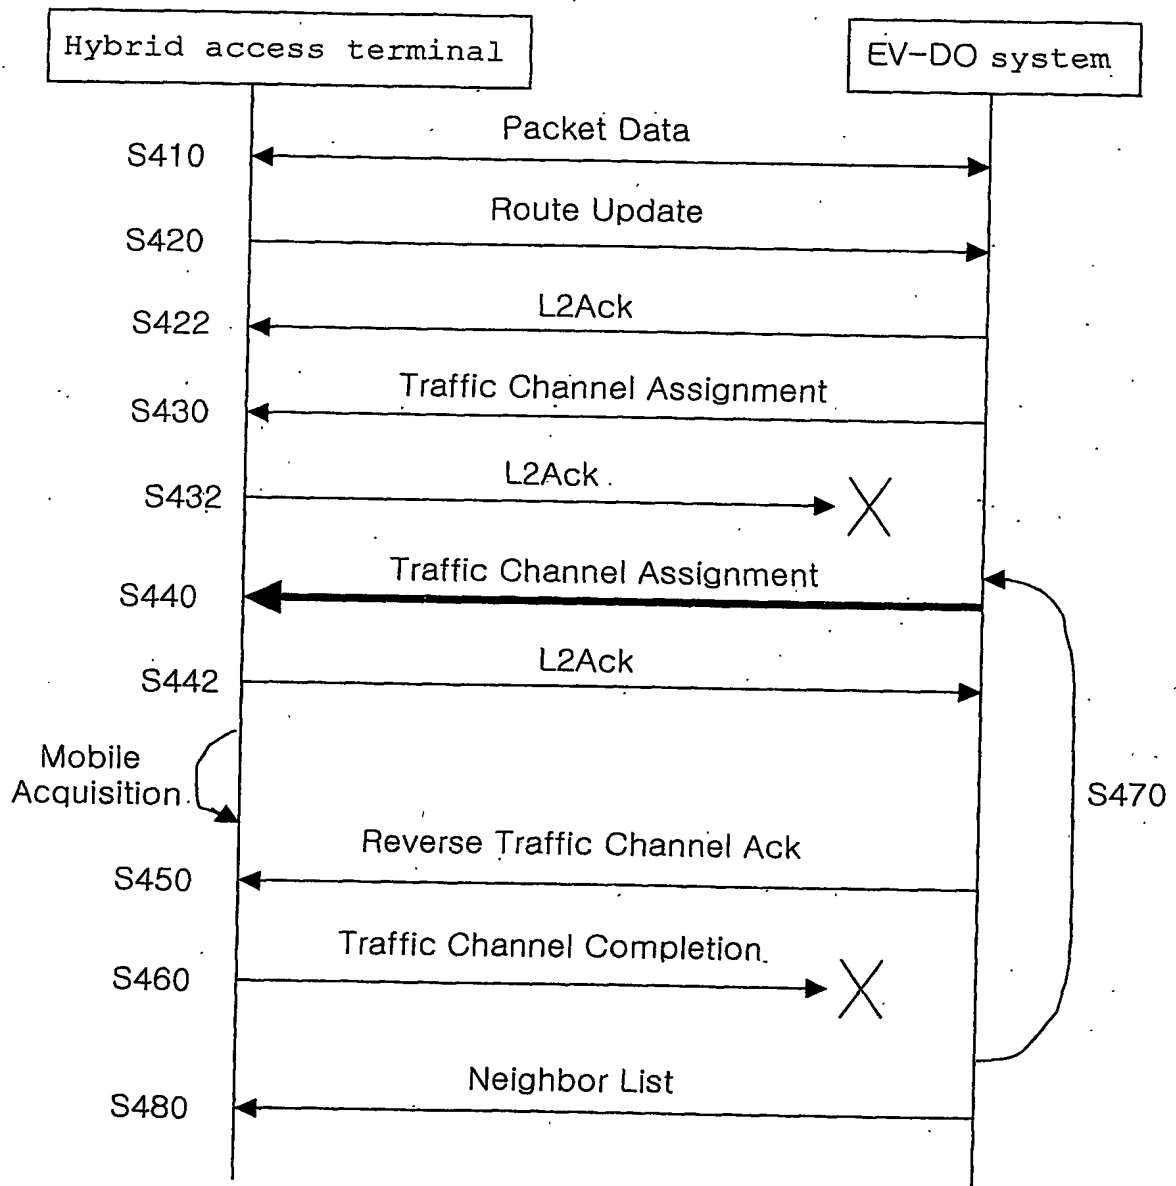 Hybrid access terminal
EV-DO system
Packet Data
S410
Route Update
S420
L2Ack
S422
Traffic Channel Assignment
S430
L2Ack
S432
Traffic Channel Assignment
S440
L2Ack
S442
Mobile
Acquisition
S470
Reverse Traffic Channel Ack
S450
Traffic Channel Completion
S460
Neighbor List
S480